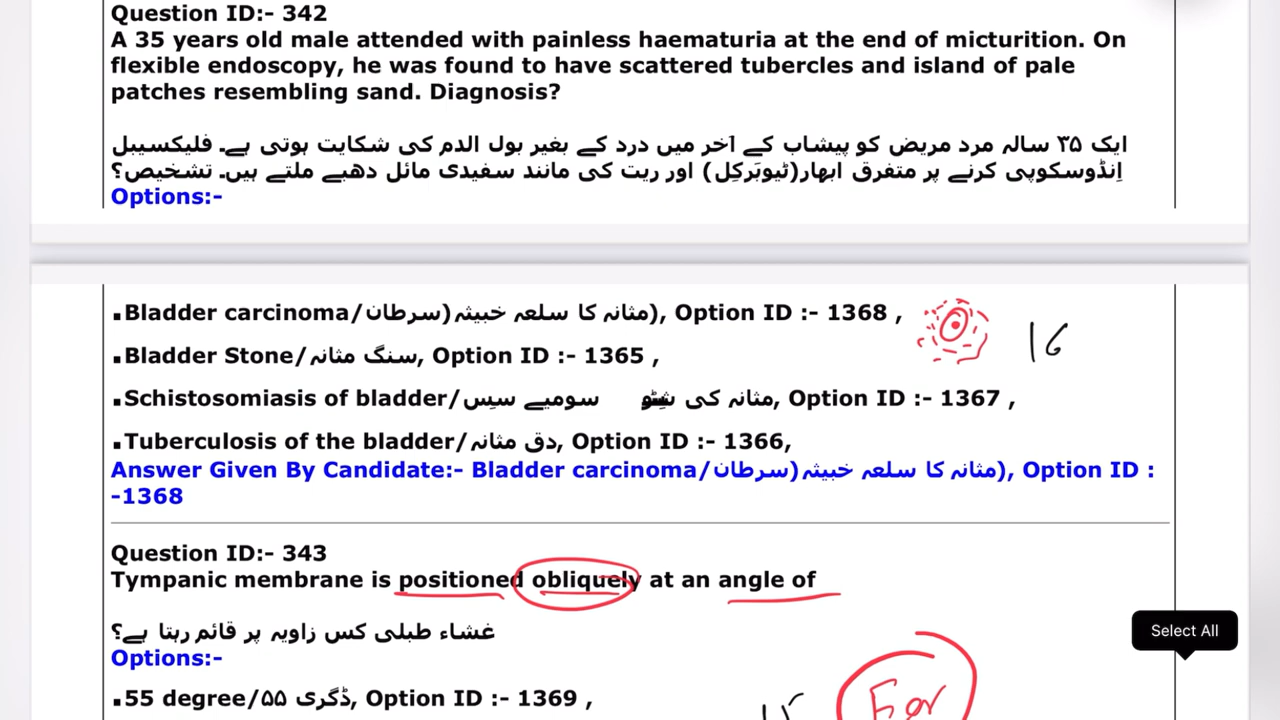 Question ID:- 342
A 35 years old male attended with painless haematuria at the end of micturition. On
flexible endoscopy, he was found to have scattered tubercles and island of pale
patches resembling sand. Diagnosis?
ایک ۳۵ سالہ مرد مریض کو پیشاب کے آخر میں درد کے بغیر بول الدم کی شکایت ہوتی ہے۔ فلیکسیبل
اِنڈوسکوپی کرنے پر متفرق ابھار(ٹیوبَرکِل) اور ریت کی مانند سفیدی مائل دھبے ملتے ہیں۔ تشخیص؟
Options:-
▪Bladder carcinoma/مثانہ کا سلعہ خبیثہ(سرطان), Option ID :- 1368 ,
16
▪Bladder Stone/سنگ مثانہ, Option ID :- 1365 ,
▪Schistosomiasis of bladder/مثانہ کی سومیے سِس, Option ID :- 1367 ,
▪Tuberculosis of the bladder/دق مثانہ, Option ID :- 1366,
Answer Given By Candidate:- Bladder carcinoma/مثانہ کا سلعہ خبیثہ(سرطان), Option ID :
-1368
Question ID:- 343
Tympanic membrane is positioned obliquely at an angle of
غشاء طبلی کس زاویہ پر قائم رہتا ہے؟
Options:-
▪55 degree/۵۵ ڈگری, Option ID :- 1369 ,
Select All